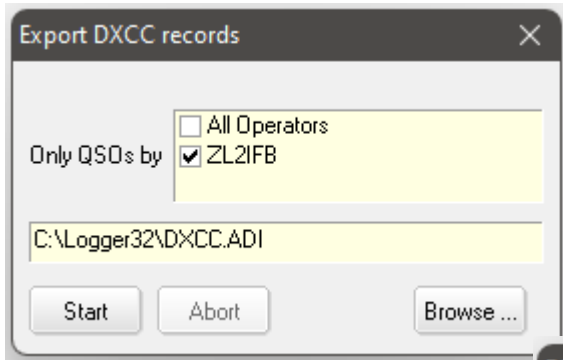 Export DXCC records
All Operators
Only QSOs by ZL2IFB
C:\Logger32\DXCC.ADI
Start Abort Browse ...